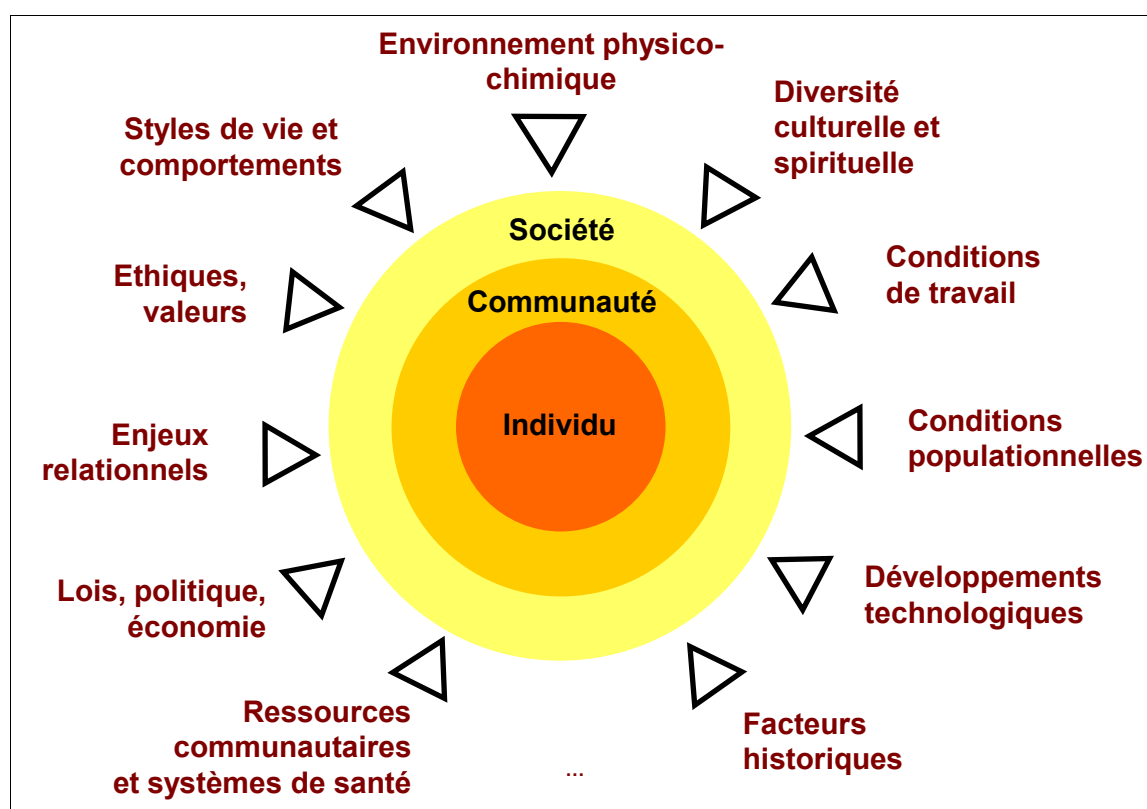 Environnement physico-
chimique
Diversité
culturelle et
spirituelle
Styles de vie et
comportements
Société
Conditions
de travail
Ethiques,
valeurs
Communauté
Individu
Enjeux
relationnels
Conditions
populationnelles
Lois, politique,
économie
Développements
technologiques
Ressources
communautaires
et systèmes de santé
Facteurs
historiques
...